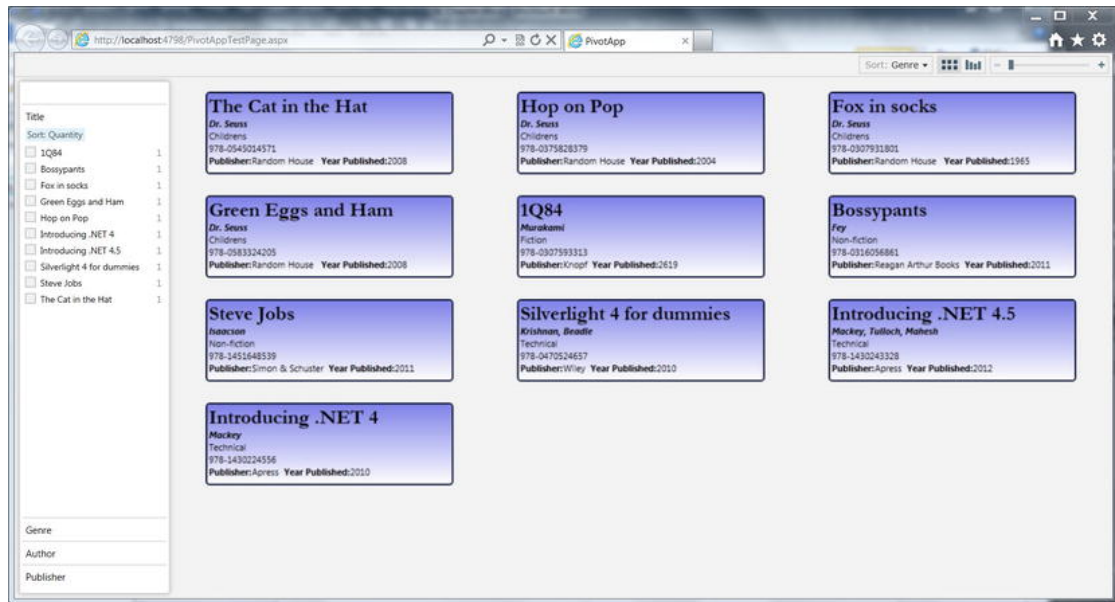 http://localhost:4798/PivotAppTestPage.aspx
PivotApp
Sort: Genre
Title
Sort: Quantity
1Q84 1
Bossypants 1
Fox in socks 1
Green Eggs and Ham 1
Hop on Pop 1
Introducing .NET 4 1
Introducing .NET 4.5 1
Silverlight 4 for dummies 1
Steve Jobs 1
The Cat in the Hat 1
Genre
Author
Publisher
The Cat in the Hat
Dr. Seuss
Childrens
978-0545014571
Publisher:Random House Year Published:2008
Hop on Pop
Dr. Seuss
Childrens
978-0375828379
Publisher:Random House Year Published:2004
Fox in socks
Dr. Seuss
Childrens
978-0307931801
Publisher:Random House Year Published:1965
Green Eggs and Ham
Dr. Seuss
Childrens
978-0583324205
Publisher:Random House Year Published:2008
1Q84
Murakami
Fiction
978-0307593313
Publisher:Knopf Year Published:2619
Bossypants
Fey
Non-fiction
978-0316056861
Publisher:Reagan Arthur Books Year Published:2011
Steve Jobs
Isaacson
Non-fiction
978-1451648539
Publisher:Simon & Schuster Year Published:2011
Silverlight 4 for dummies
Krishnan, Beadle
Technical
978-0470524657
Publisher:Wiley Year Published:2010
Introducing .NET 4.5
Mackey, Tulloch, Mahesh
Technical
978-1430243328
Publisher:Apress Year Published:2012
Introducing .NET 4
Mackey
Technical
978-1430224556
Publisher:Apress Year Published:2010